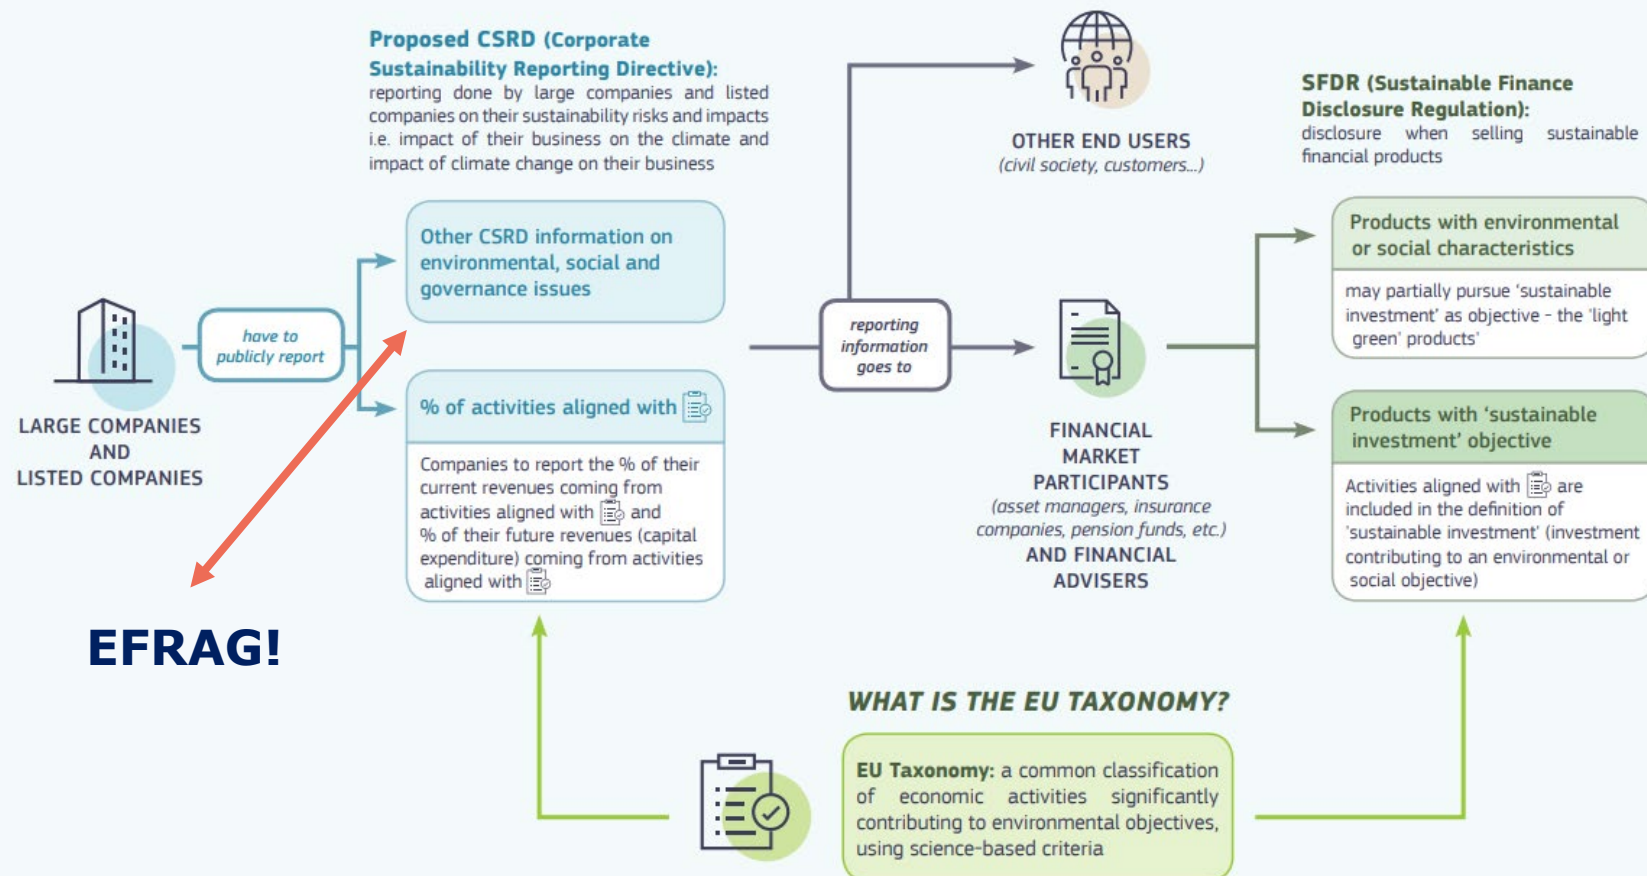 Proposed CSRD (Corporate
Sustainability Reporting Directive):
reporting done by large companies and listed
companies on their sustainability risks and impacts
i.e. impact of their business on the climate and
impact of climate change on their business
OTHER END USERS
(civil society, customers...)
SFDR (Sustainable Finance
Disclosure Regulation):
disclosure when selling sustainable
financial products
LARGE COMPANIES
AND
LISTED COMPANIES
have to
publicly report
Other CSRD information on
environmental, social and
governance issues
% of activities aligned with
Companies to report the % of their
current revenues coming from
activities aligned with and
% of their future revenues (capital
expenditure) coming from activities
aligned with
reporting
information
goes to
FINANCIAL
MARKET
PARTICIPANTS
(asset managers, insurance
companies, pension funds, etc.)
AND FINANCIAL
ADVISERS
Products with environmental
or social characteristics
may partially pursue ‘sustainable
investment’ as objective - the 'light
green' products'
Products with ‘sustainable
investment’ objective
Activities aligned with are
included in the definition of
'sustainable investment' (investment
contributing to an environmental or
social objective)
EFRAG!
WHAT IS THE EU TAXONOMY?
EU Taxonomy: a common classification
of economic activities significantly
contributing to environmental objectives,
using science-based criteria